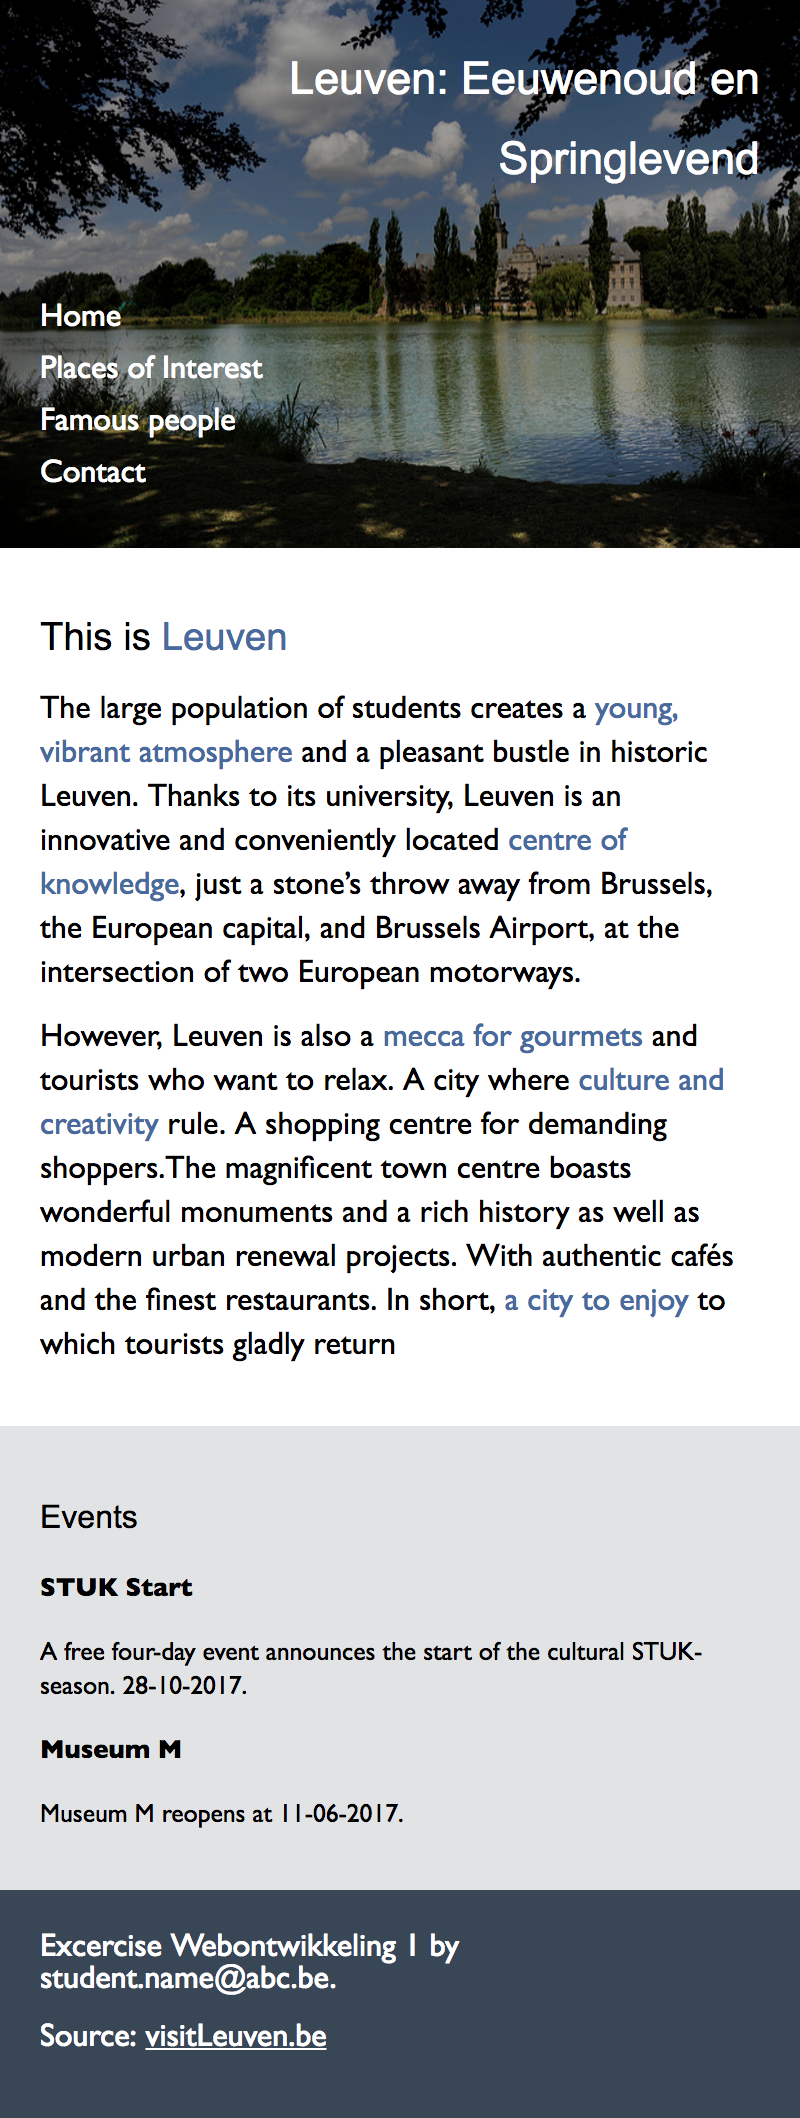 Leuven: Eeuwenoud en
Springlevend
Home
Places of Interest
Famous people
Contact
This is Leuven
The large population of students creates a young,
vibrant atmosphere and a pleasant bustle in historic
Leuven. Thanks to its university, Leuven is an
innovative and conveniently located centre of
knowledge, just a stone’s throw away from Brussels,
the European capital, and Brussels Airport, at the
intersection of two European motorways.
However, Leuven is also a mecca for gourmets and
tourists who want to relax. A city where culture and
creativity rule. A shopping centre for demanding
shoppers.The magnificent town centre boasts
wonderful monuments and a rich history as well as
modern urban renewal projects. With authentic cafés
and the finest restaurants. In short, a city to enjoy to
which tourists gladly return
Events
STUK Start
A free four-day event announces the start of the cultural STUK-
season. 28-10-2017.
Museum M
Museum M reopens at 11-06-2017.
Excercise Webontwikkeling 1 by
student.name@abc.be.
Source: visitLeuven.be